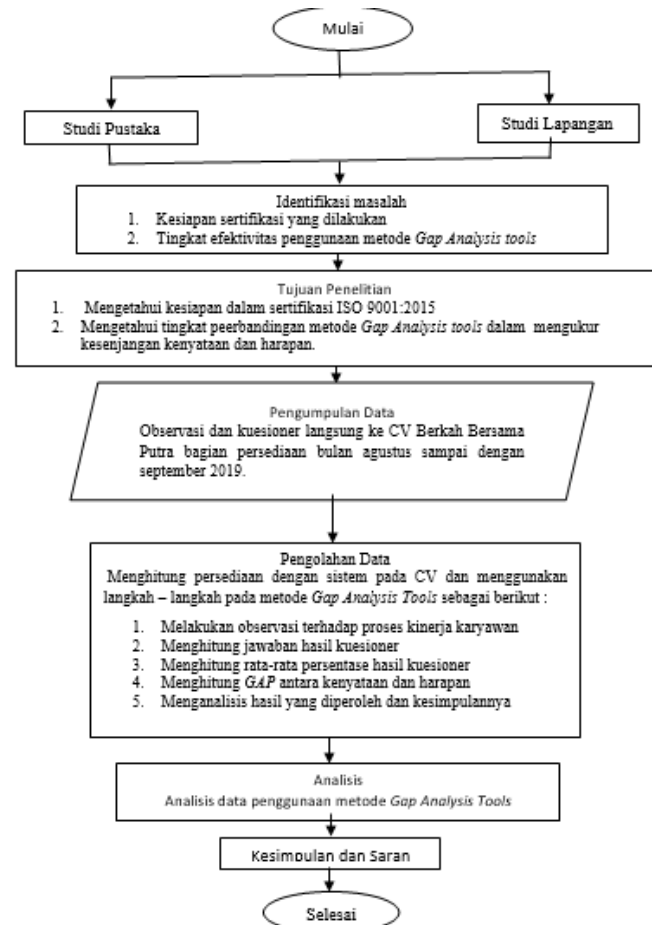 Mulai
Studi Pustaka
Studi Lapangan
Identifikasi masalah
1. Kesiapan sertifikasi yang dilakukan
2. Tingkat efektivitas penggunaan metode Gap Analysis tools
Tujuan Penelitian
1. Mengetahui kesiapan dalam sertifikasi ISO 9001:2015
2. Mengetahui tingkat peerbandingan metode Gap Analysis tools dalam mengukur
kesenjangan kenyataan dan harapan.
Pengumpulan Data
Observasi dan kuesioner langsung ke CV Berkah Bersama
Putra bagian persediaan bulan agustus sampai dengan
september 2019.
Pengolahan Data
Menghitung persediaan dengan sistem pada CV dan menggunakan
langkah – langkah pada metode Gap Analysis Tools sebagai berikut :
1. Melakukan observasi terhadap proses kinerja karyawan
2. Menghitung jawaban hasil kuesioner
3. Menghitung rata-rata persentase hasil kuesioner
4. Menghitung GAP antara kenyataan dan harapan
5. Menganalisis hasil yang diperoleh dan kesimpulannya
Analisis
Analisis data penggunaan metode Gap Analysis Tools
Kesimpulan dan Saran
Selesai